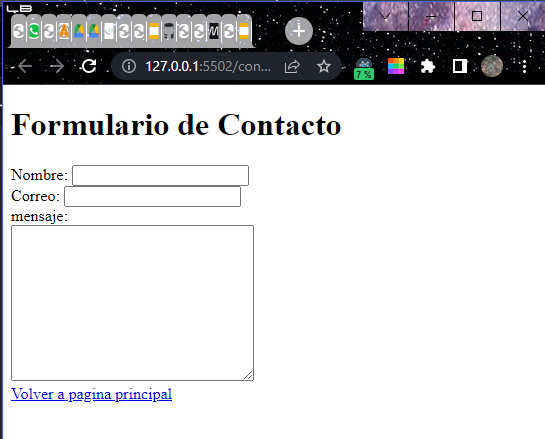 127.0.0.1:5502/con...
7 %
Formulario de Contacto
Nombre:
Correo:
mensaje:
Volver a pagina principal